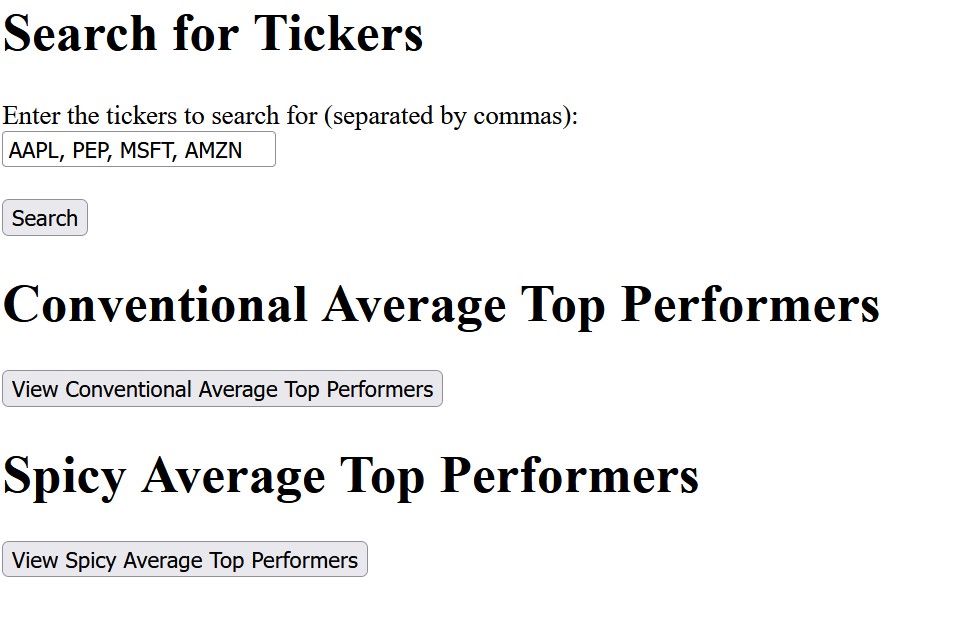 Search for Tickers
Enter the tickers to search for (separated by commas):
AAPL, PEP, MSFT, AMZN
Search
Conventional Average Top Performers
View Conventional Average Top Performers
Spicy Average Top Performers
View Spicy Average Top Performers